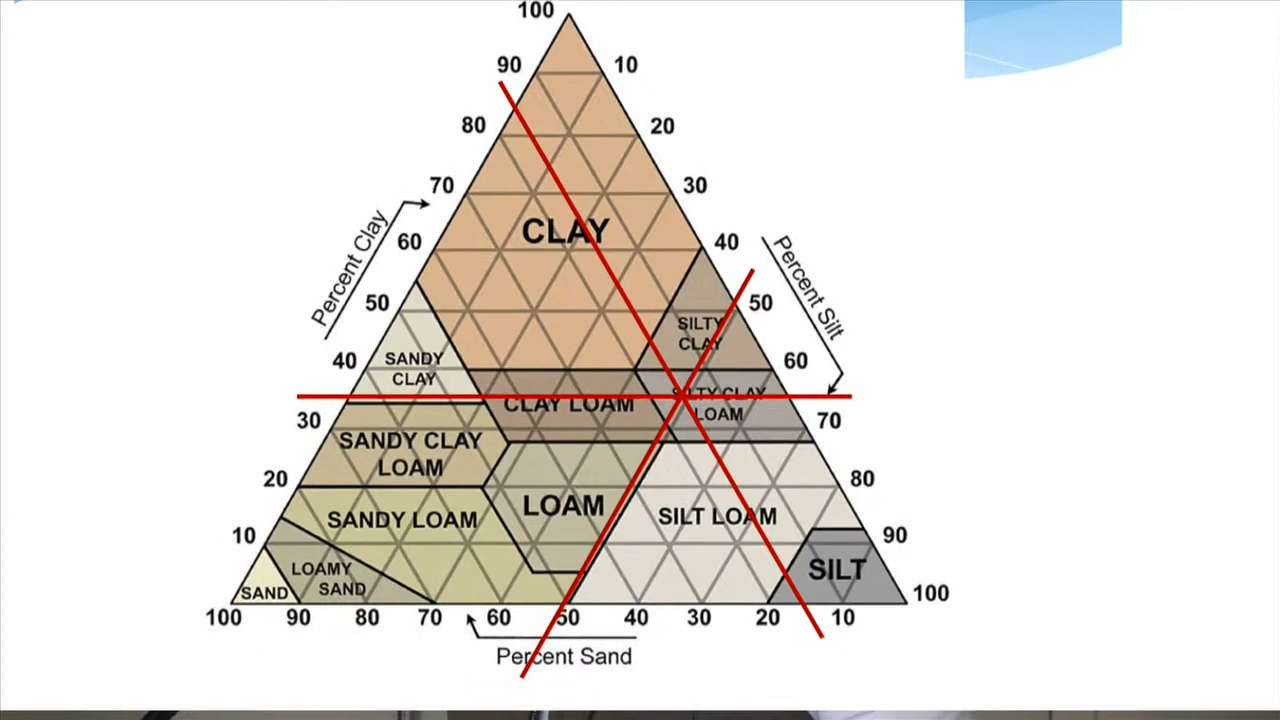 100
90 10
80 20
70 30
CLAY
60 40
Percent Clay
Percent Silt
50 50
SILTY
CLAY
40 60
SANDY
CLAY
SILTY CLAY
LOAM
CLAY LOAM
30 70
SANDY CLAY
LOAM
20 80
LOAM
SANDY LOAM
SILT LOAM
10 90
LOAMY
SAND
SILT
SAND
100
100 90 80 70 60 50 40 30 20 10
Percent Sand